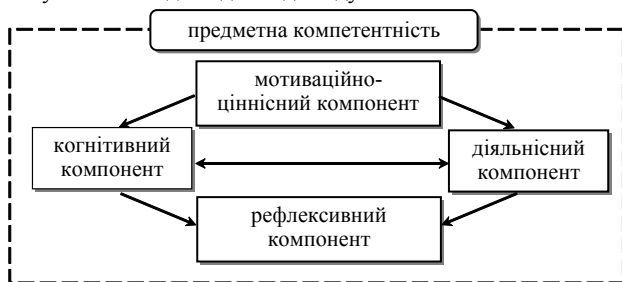 предметна компетентність
мотиваційно-
ціннісний компонент
когнітивний
компонент
діяльнісний
компонент
рефлексивний
компонент